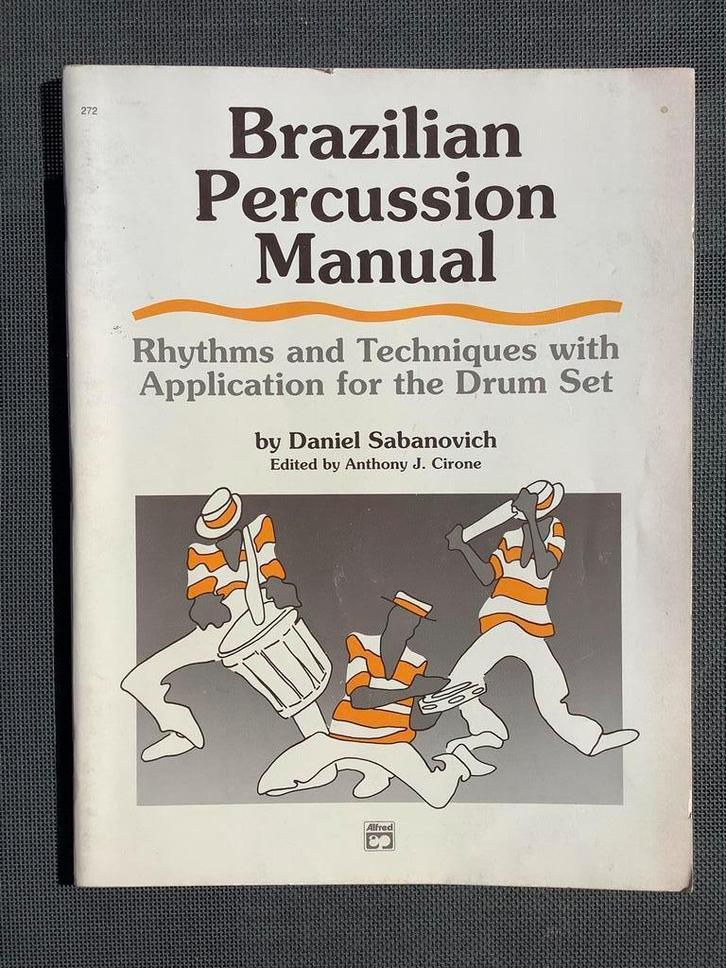 272
Brazilian
Percussion
Manual
Rhythms and Techniques with
Application for the Drum Set
by Daniel Sabanovich
Edited by Anthony J. Cirone
Alfred